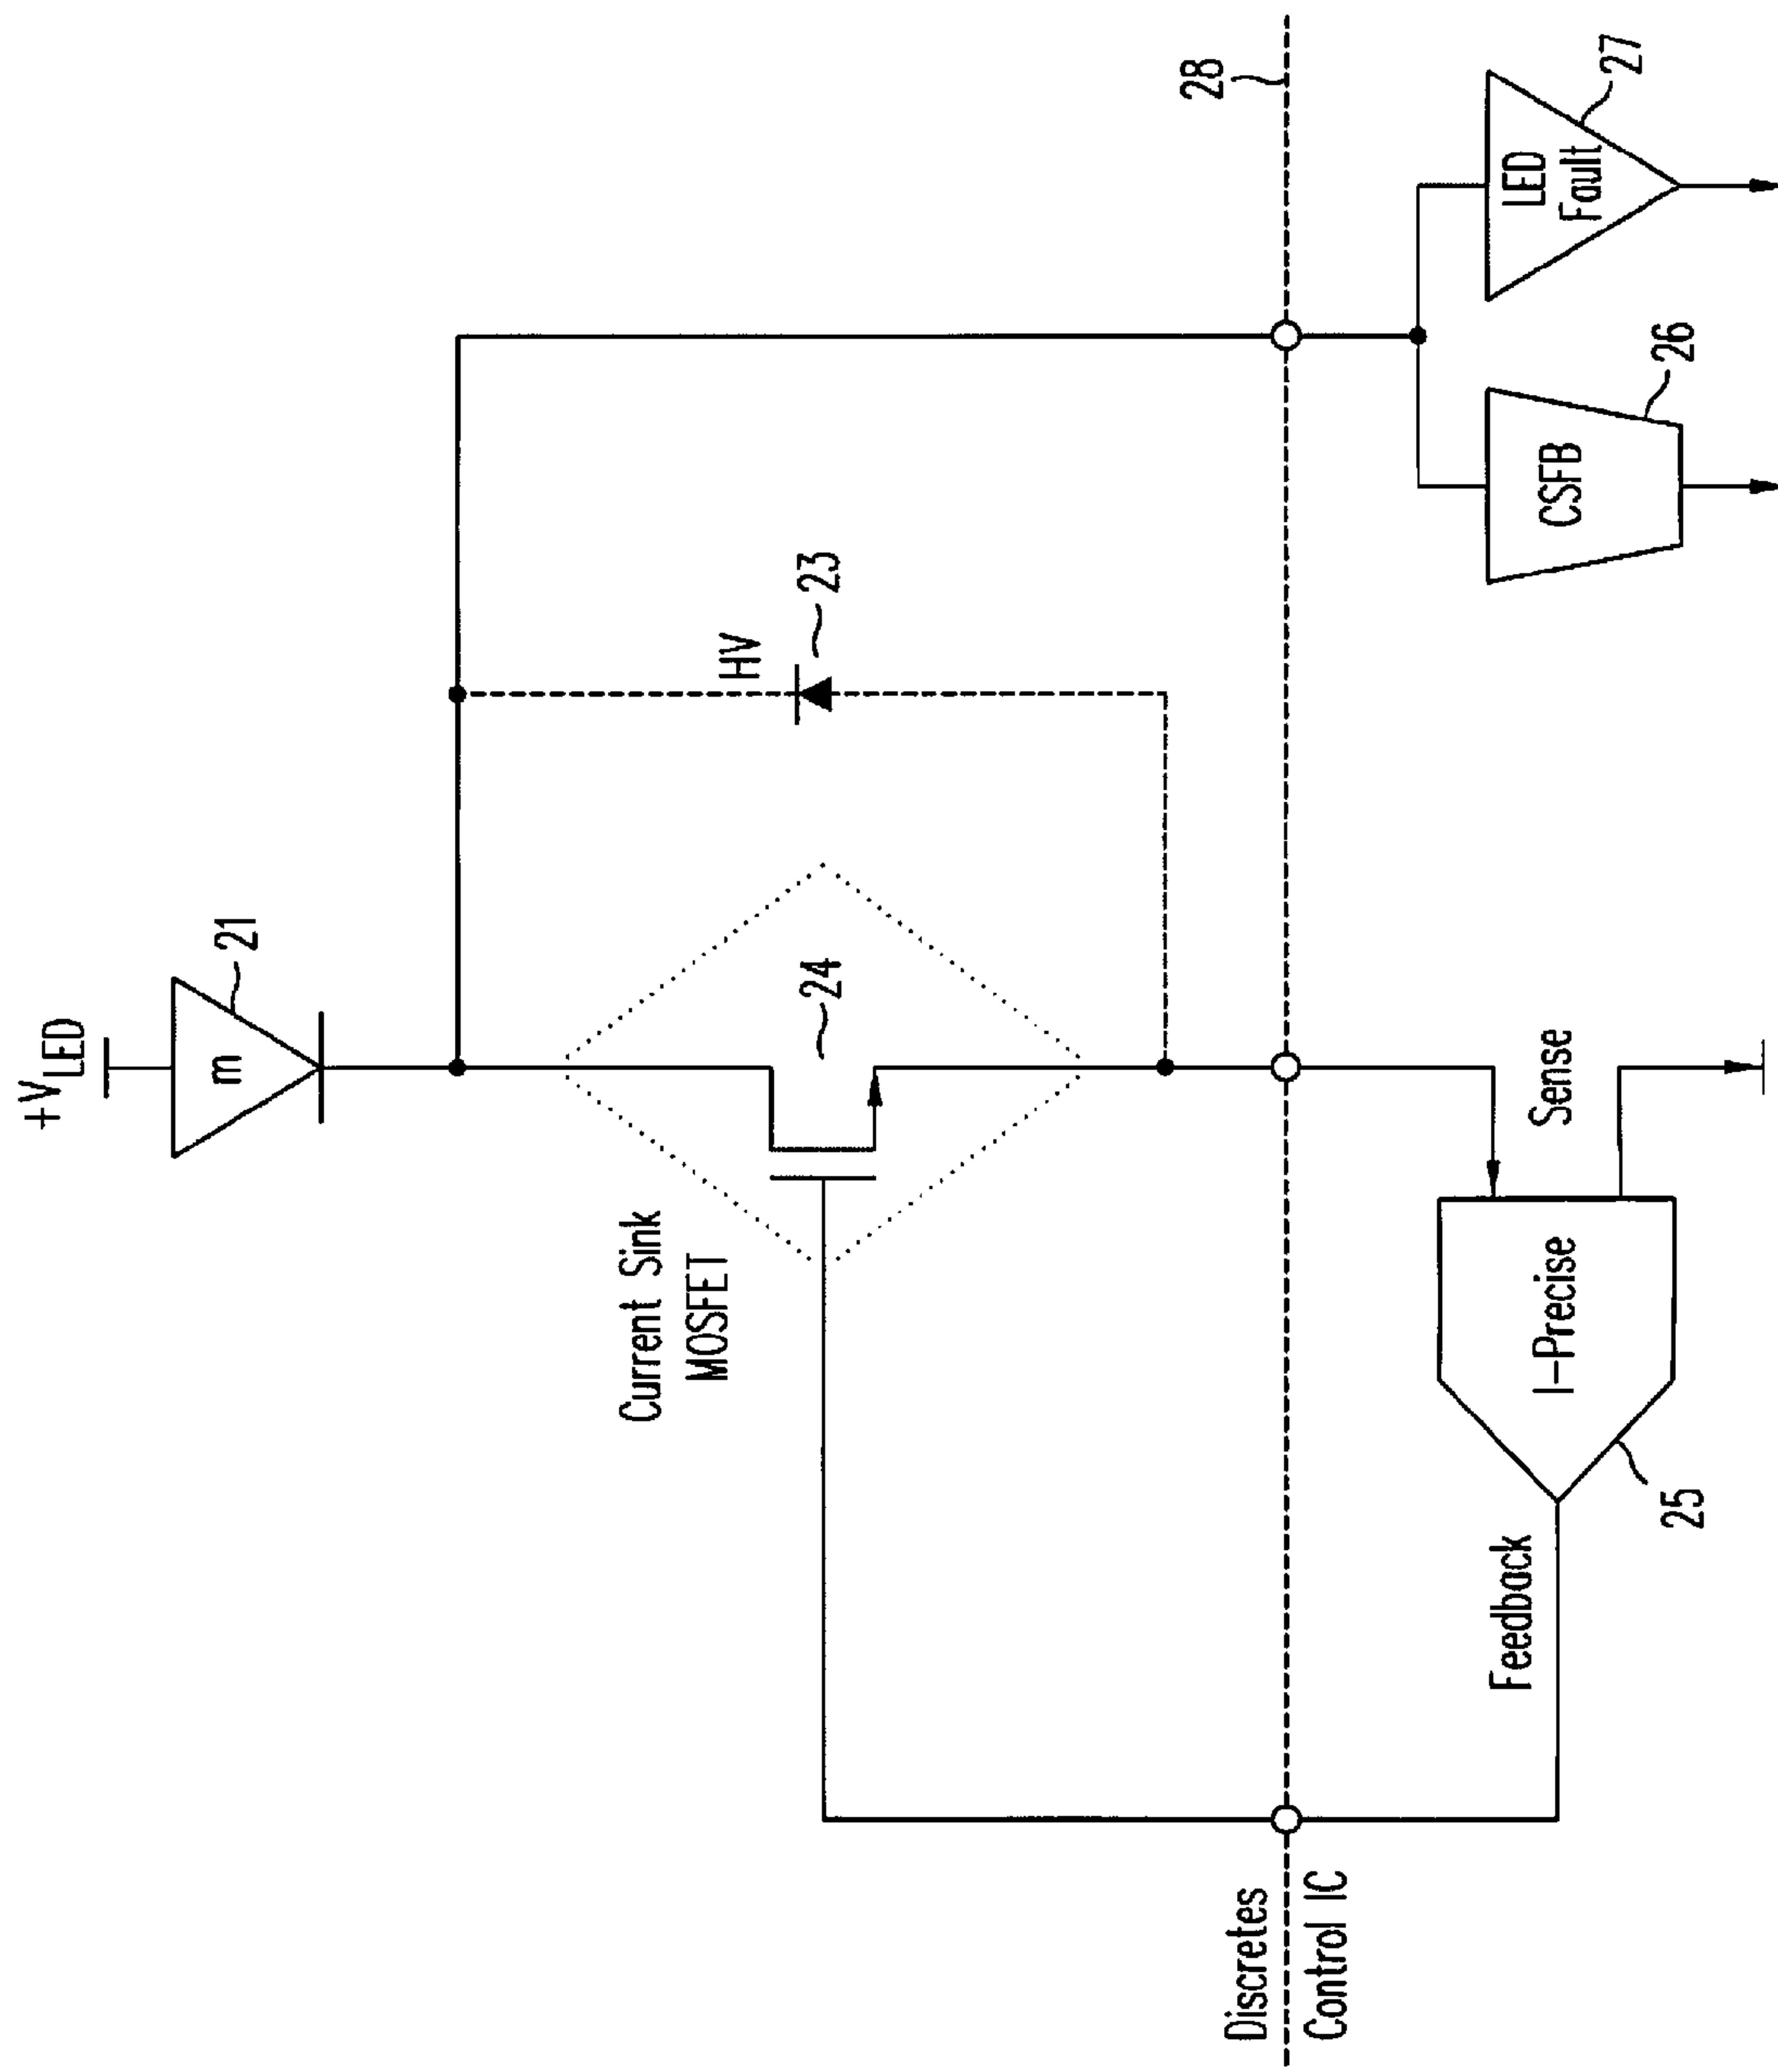 +VLED
m
21
Current Sink
MOSFET
24
HV
23
28
Discretes
Control IC
Feedback
I-Precise
25
Sense
CSFB
26
LED
Fault
27